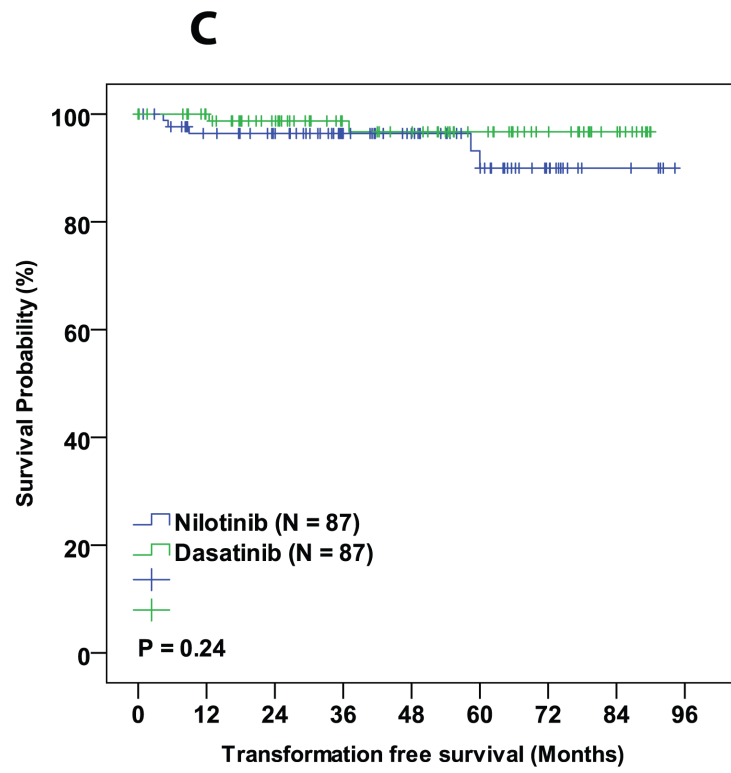 C
Survival Probability (%)
100
80
60
40
20
0
Nilotinib (N = 87)
Dasatinib (N = 87)
P = 0.24
0 12 24 36 48 60 72 84 96
Transformation free survival (Months)